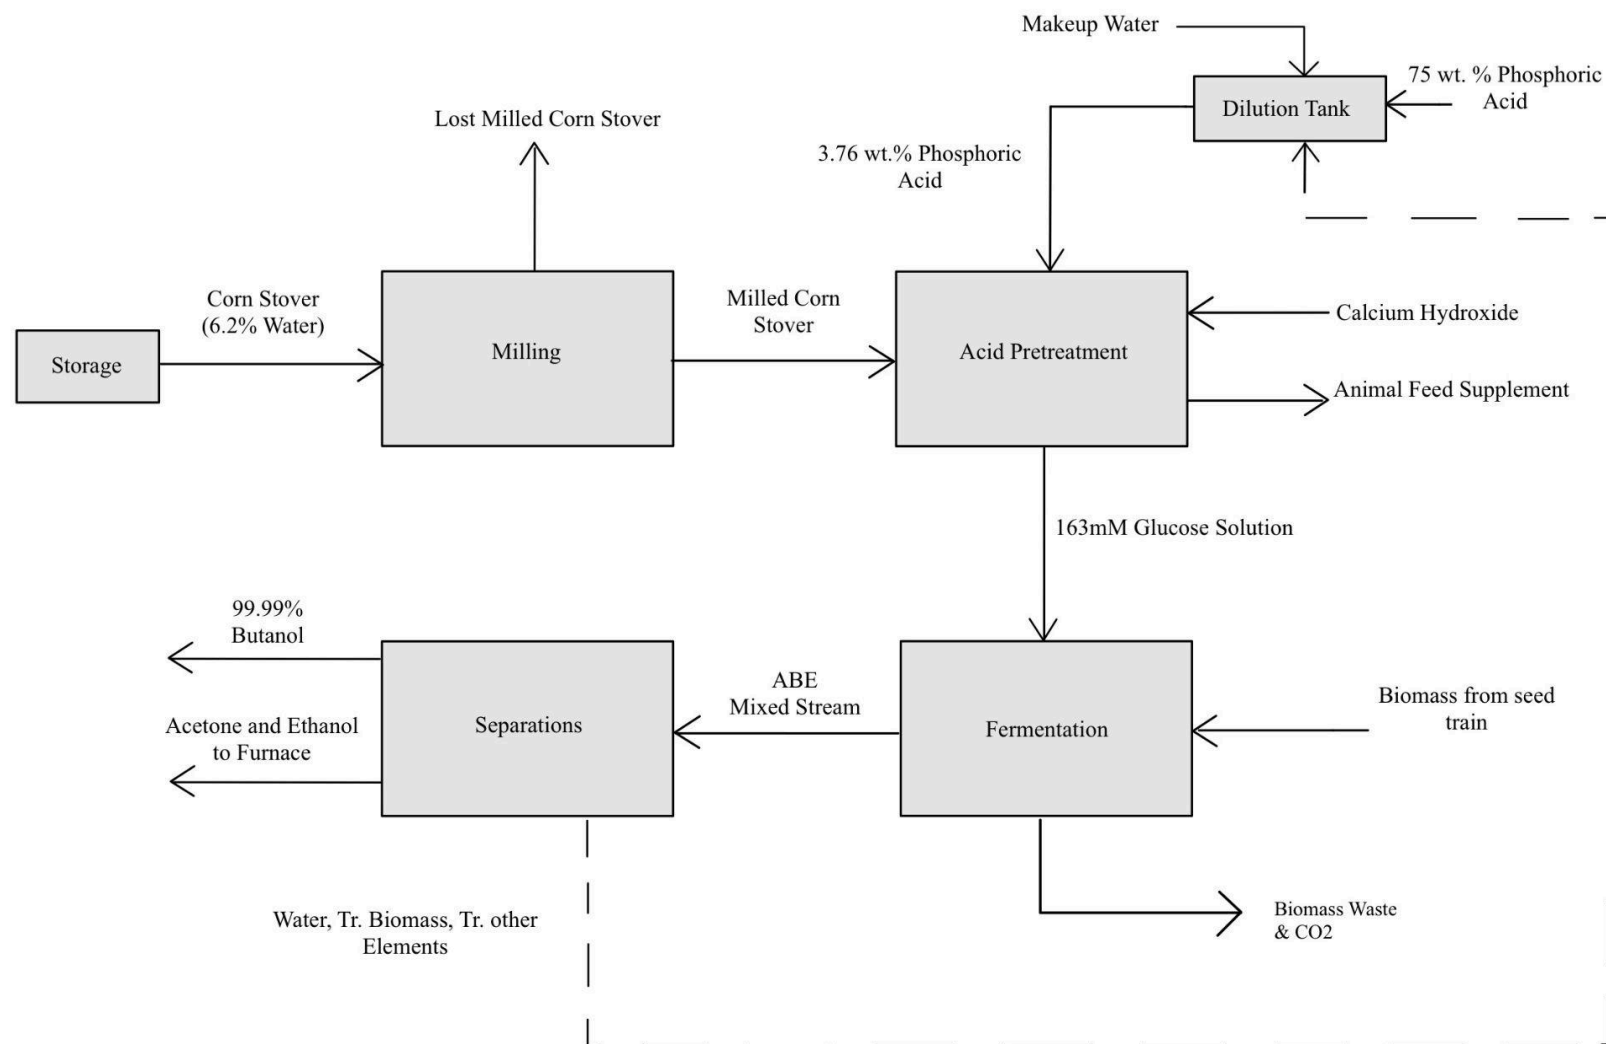 Makeup Water
75 wt. % Phosphoric
Acid
Dilution Tank
Lost Milled Corn Stover
3.76 wt.% Phosphoric
Acid
Corn Stover
(6.2% Water)
Milled Corn
Stover
Calcium Hydroxide
Storage
Milling
Acid Pretreatment
Animal Feed Supplement
163mM Glucose Solution
99.99%
Butanol
ABE
Mixed Stream
Biomass from seed
train
Acetone and Ethanol
to Furnace
Separations
Fermentation
Water, Tr. Biomass, Tr. other
Elements
Biomass Waste
& CO2